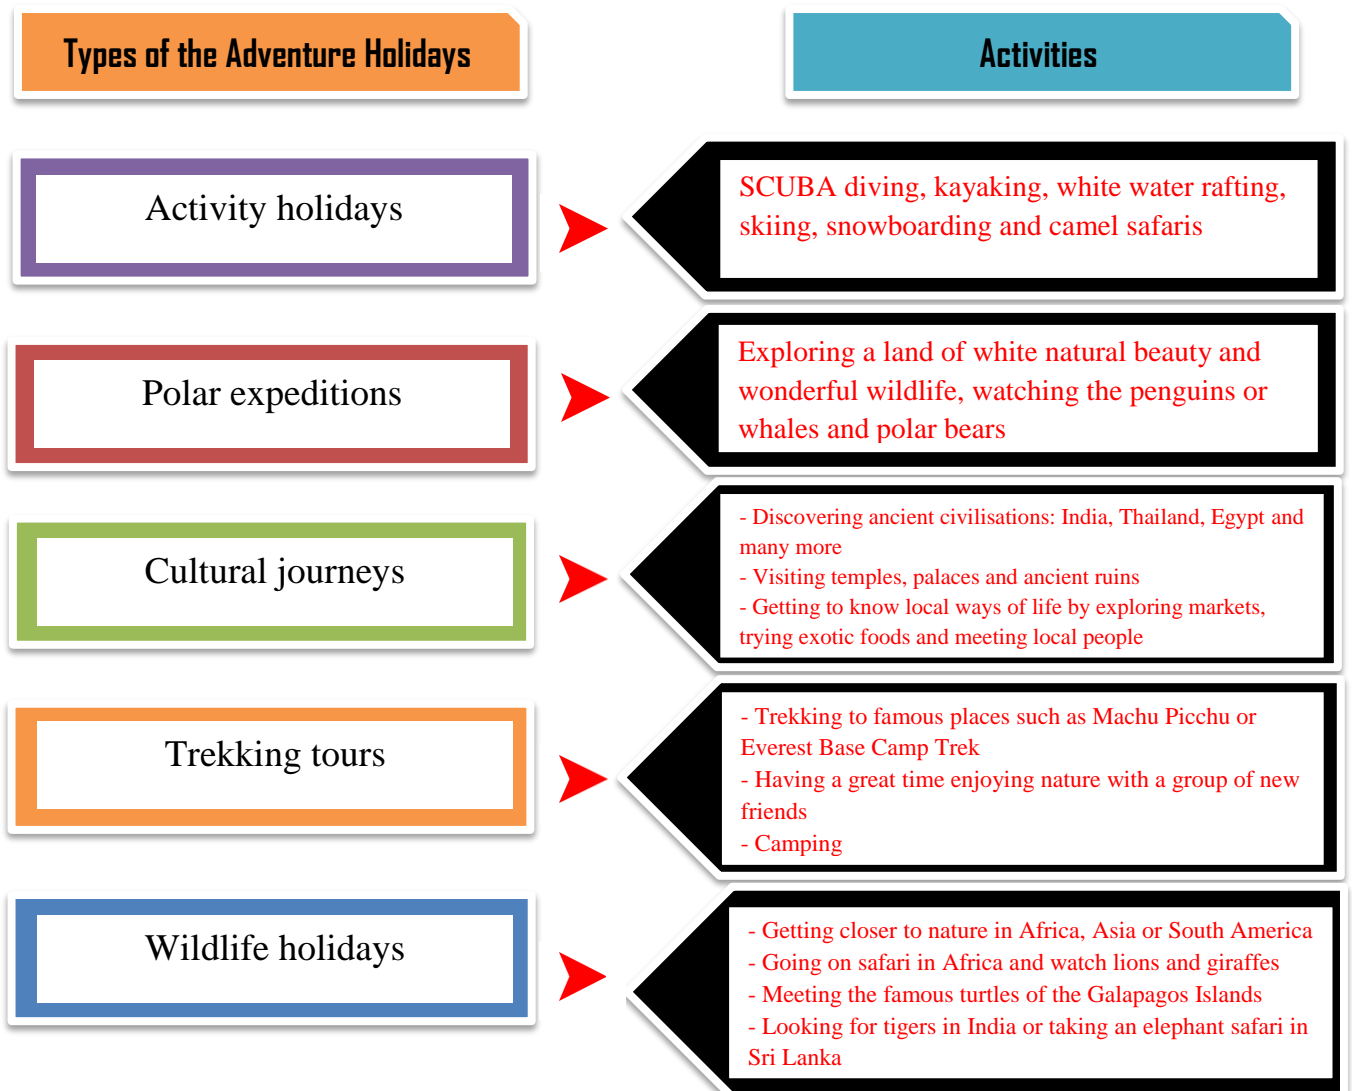 Types of the Adventure Holidays
Activities
Activity holidays
SCUBA diving, kayaking, white water rafting,
skiing, snowboarding and camel safaris
Polar expeditions
Exploring a land of white natural beauty and
wonderful wildlife, watching the penguins or
whales and polar bears
Cultural journeys
- Discovering ancient civilisations: India, Thailand, Egypt and
many more
- Visiting temples, palaces and ancient ruins
- Getting to know local ways of life by exploring markets,
trying exotic foods and meeting local people
Trekking tours
- Trekking to famous places such as Machu Picchu or
Everest Base Camp Trek
- Having a great time enjoying nature with a group of new
friends
- Camping
Wildlife holidays
- Getting closer to nature in Africa, Asia or South America
- Going on safari in Africa and watch lions and giraffes
- Meeting the famous turtles of the Galapagos Islands
- Looking for tigers in India or taking an elephant safari in
Sri Lanka